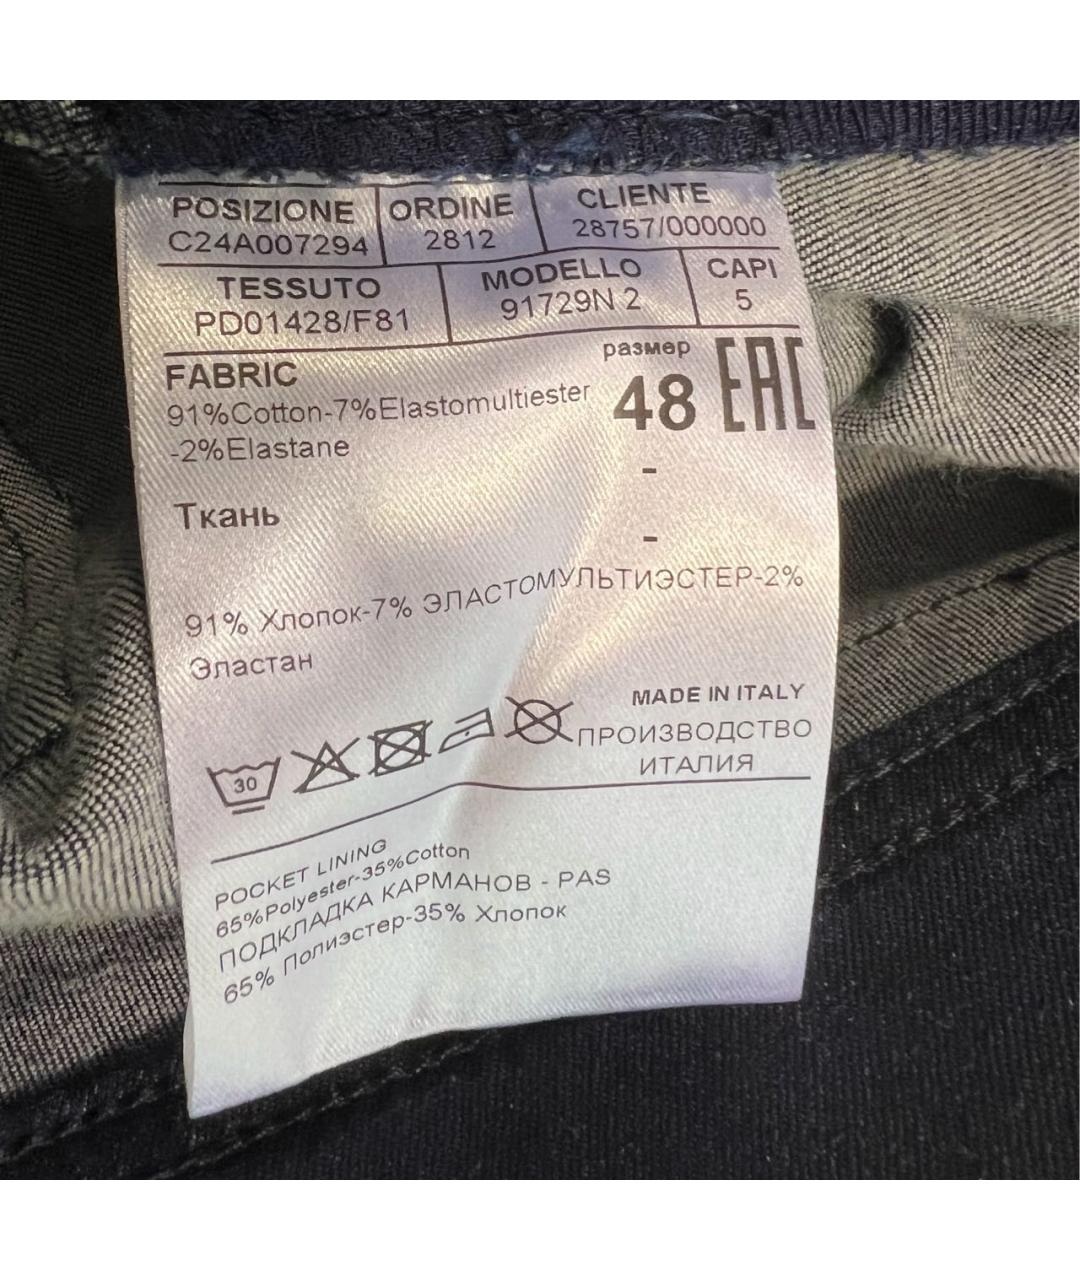 POSIZIONE ORDINE CLIENTE
C24A007294 2812 28757/000000
TESSUTO MODELLO CAPI
PD01428/F81 91729N 2 5
FABRIC
91%Cotton-7%Elastomultiester
-2%Elastane
размер
48 EAC
-
-
Ткань
91% Хлопок-7% ЭЛАСТОМУЛЬТИЭСТЕР-2%
Эластан
30
MADE IN ITALY
ПРОИЗВОДСТВО
ИТАЛИЯ
POCKET LINING
65%Polyester-35%Cotton
ПОДКЛАДКА КАРМАНОВ - PAS
65% Полиэстер-35% Хлопок